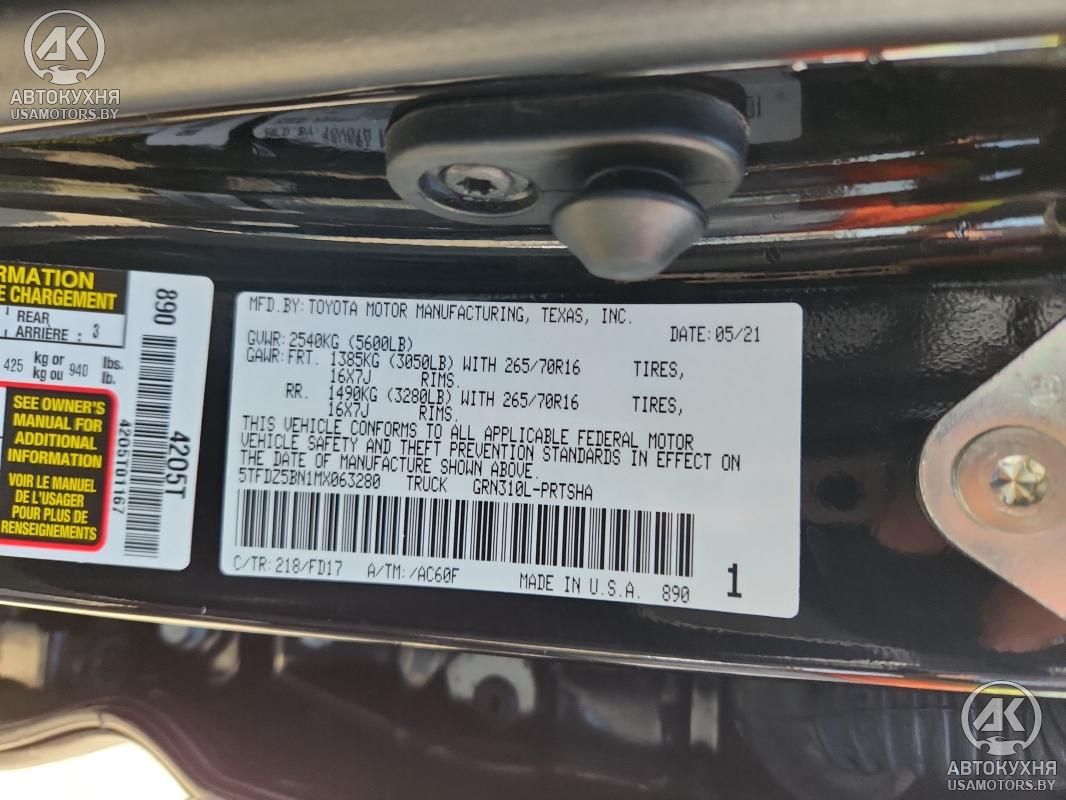 АК
АВТОКУХНЯ
USAMOTORS.BY
RMATION
E CHARGEMENT
REAR
ARRIÈRE : 3
425 kg or 940 lbs.
kg ou lb.
SEE OWNER'S
MANUAL FOR
ADDITIONAL
INFORMATION
VOIR LE MANUEL
DE L'USAGER
POUR PLUS DE
RENSEIGNEMENTS
890
4205T
4205T01167
MFD.BY: TOYOTA MOTOR MANUFACTURING, TEXAS, INC.
DATE: 05/21
GVWR: 2540KG (5600LB)
GAWR: FRT. 1385KG (3050LB) WITH 265/70R16 TIRES,
16X7J RIMS.
RR. 1490KG (3280LB) WITH 265/70R16 TIRES,
16X7J RIMS.
THIS VEHICLE CONFORMS TO ALL APPLICABLE FEDERAL MOTOR
VEHICLE SAFETY AND THEFT PREVENTION STANDARDS IN EFFECT ON
THE DATE OF MANUFACTURE SHOWN ABOVE.
5TFDZ5BN1MX063280 TRUCK GRN310L-PRTSHA
C/TR: 218/FD17 A/TM: /AC60F MADE IN U.S.A. 890 1
АК
АВТОКУХНЯ
USAMOTORS.BY